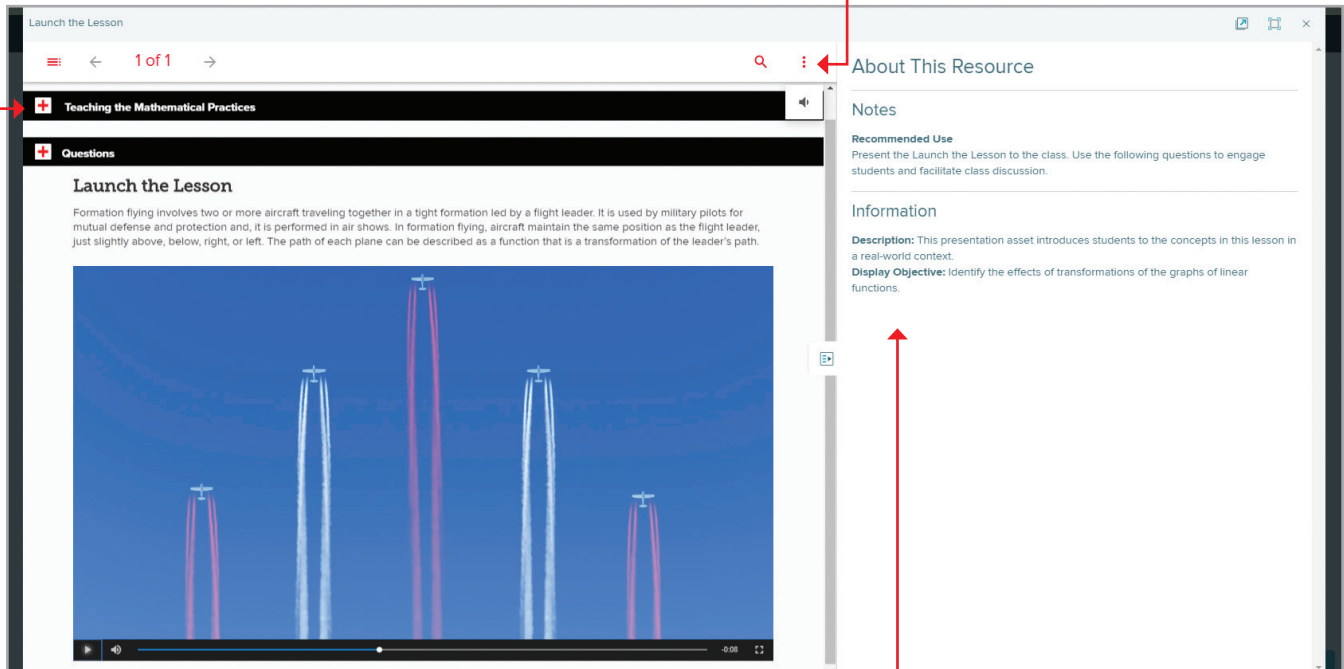 Launch the Lesson
1 of 1
Teaching the Mathematical Practices
Questions
Launch the Lesson
Formation flying involves two or more aircraft traveling together in a tight formation led by a flight leader. It is used by military pilots for
mutual defense and protection and, it is performed in air shows. In formation flying, aircraft maintain the same position as the flight leader,
just slightly above, below, right, or left. The path of each plane can be described as a function that is a transformation of the leader's path.
-0:08
About This Resource
Notes
Recommended Use
Present the Launch the Lesson to the class. Use the following questions to engage
students and facilitate class discussion.
Information
Description: This presentation asset introduces students to the concepts in this lesson in
a real-world context.
Display Objective: Identify the effects of transformations of the graphs of linear
functions.